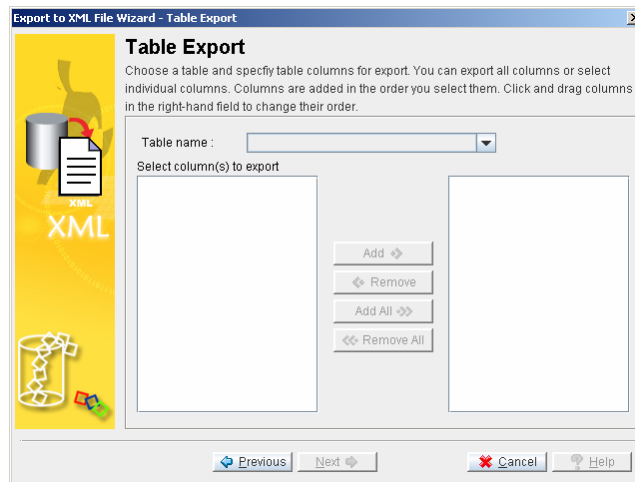 Export to XML File Wizard - Table Export
Table Export
Choose a table and specfiy table columns for export. You can export all columns or select
individual columns. Columns are added in the order you select them. Click and drag columns
in the right-hand field to change their order.
Table name :
Select column(s) to export
XML
XML
Add
Remove
Add All
Remove All
Previous
Next
Cancel
Help